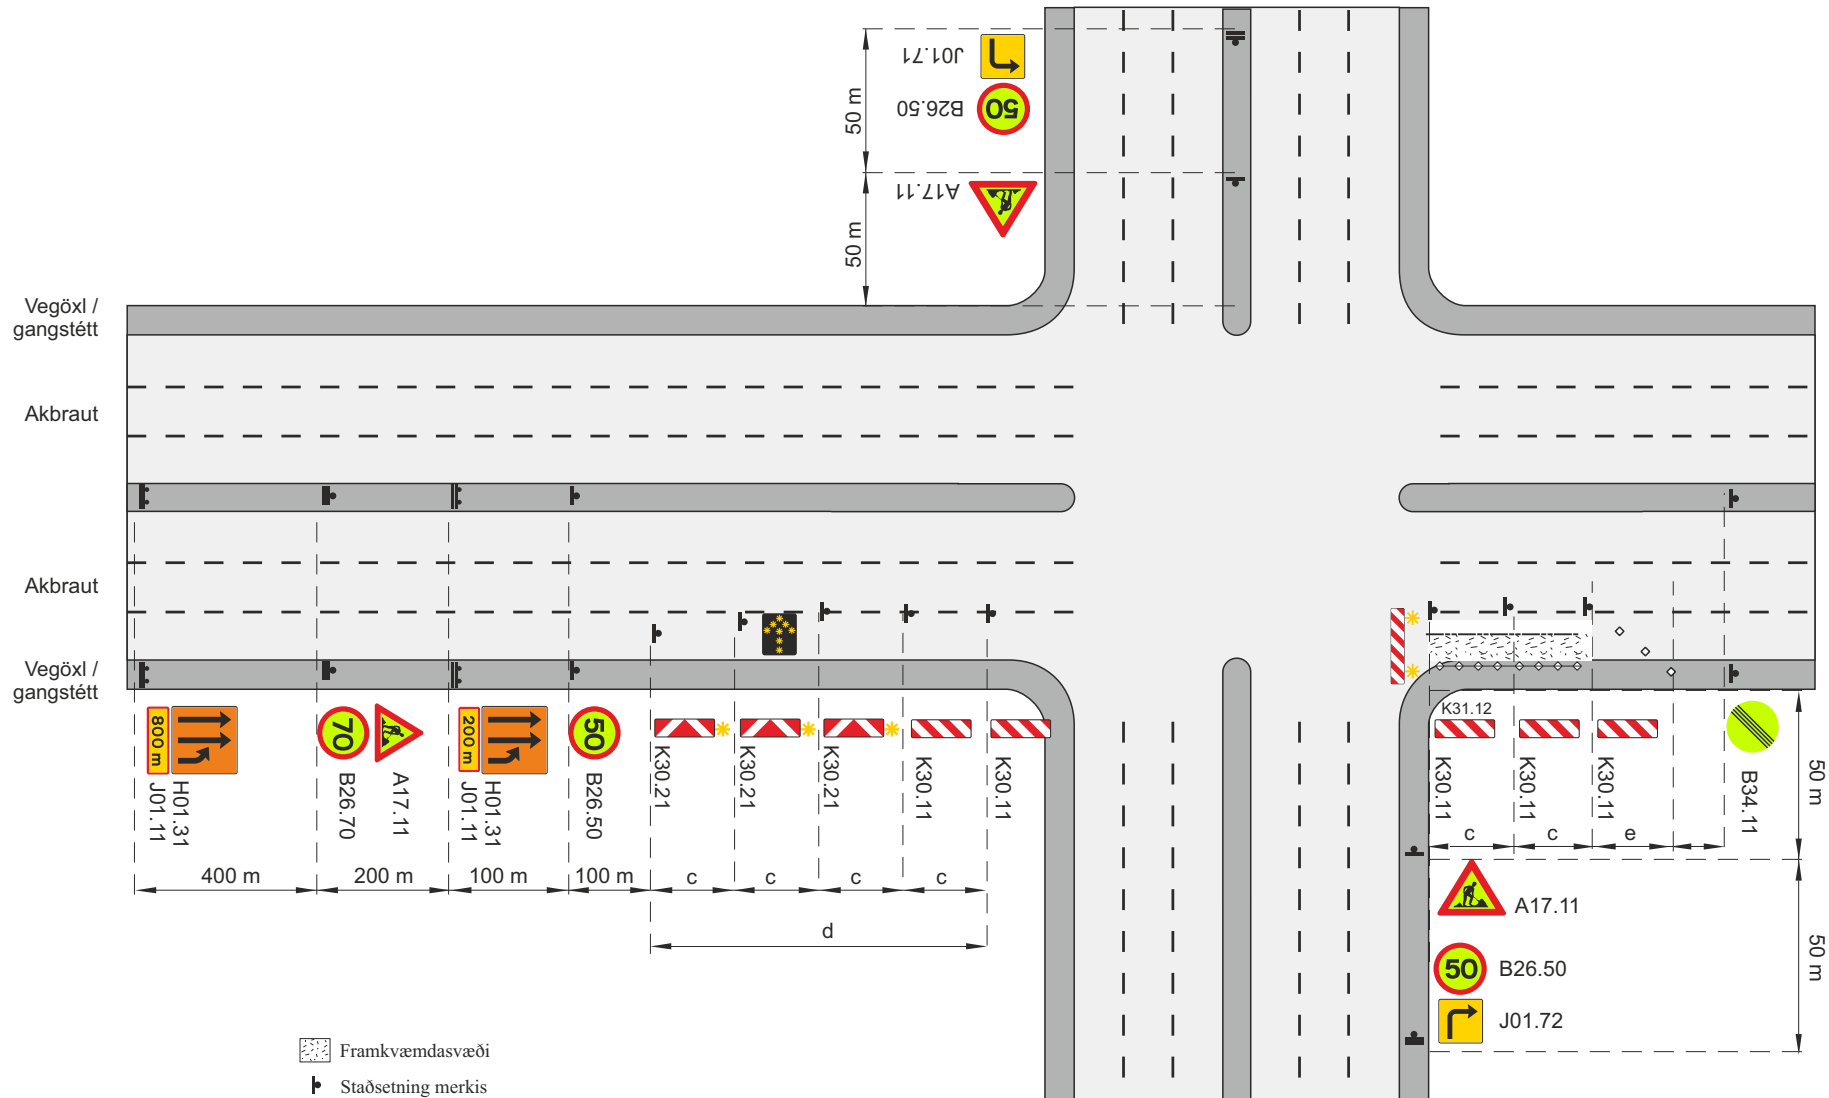 J01.71
B26.50
50
50 m
A17.11
50 m
Vegöxl /
gangstétt
Akbraut
Akbraut
Vegöxl /
gangstétt
800 m
J01.11
H01.31
70
B26.70
A17.11
200 m
J01.11
H01.31
50
B26.50
K30.21
K30.21
K30.21
K30.11
K30.11
400 m
200 m
100 m
100 m
c
c
c
c
d
K31.12
K30.11
K30.11
K30.11
B34.11
c
c
e
50 m
A17.11
50
B26.50
J01.72
50 m
Framkvæmdasvæði
Staðsetning merkis